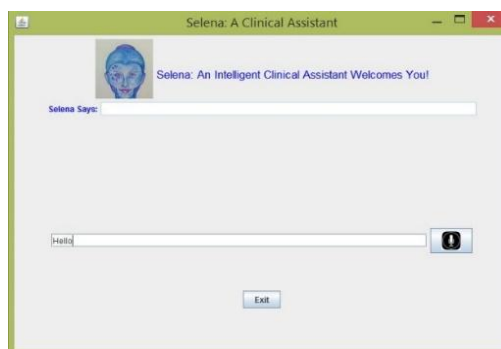 Selena: A Clinical Assistant
Selena: An Intelligent Clinical Assistant Welcomes You!
Selena Says:
Hello
Exit